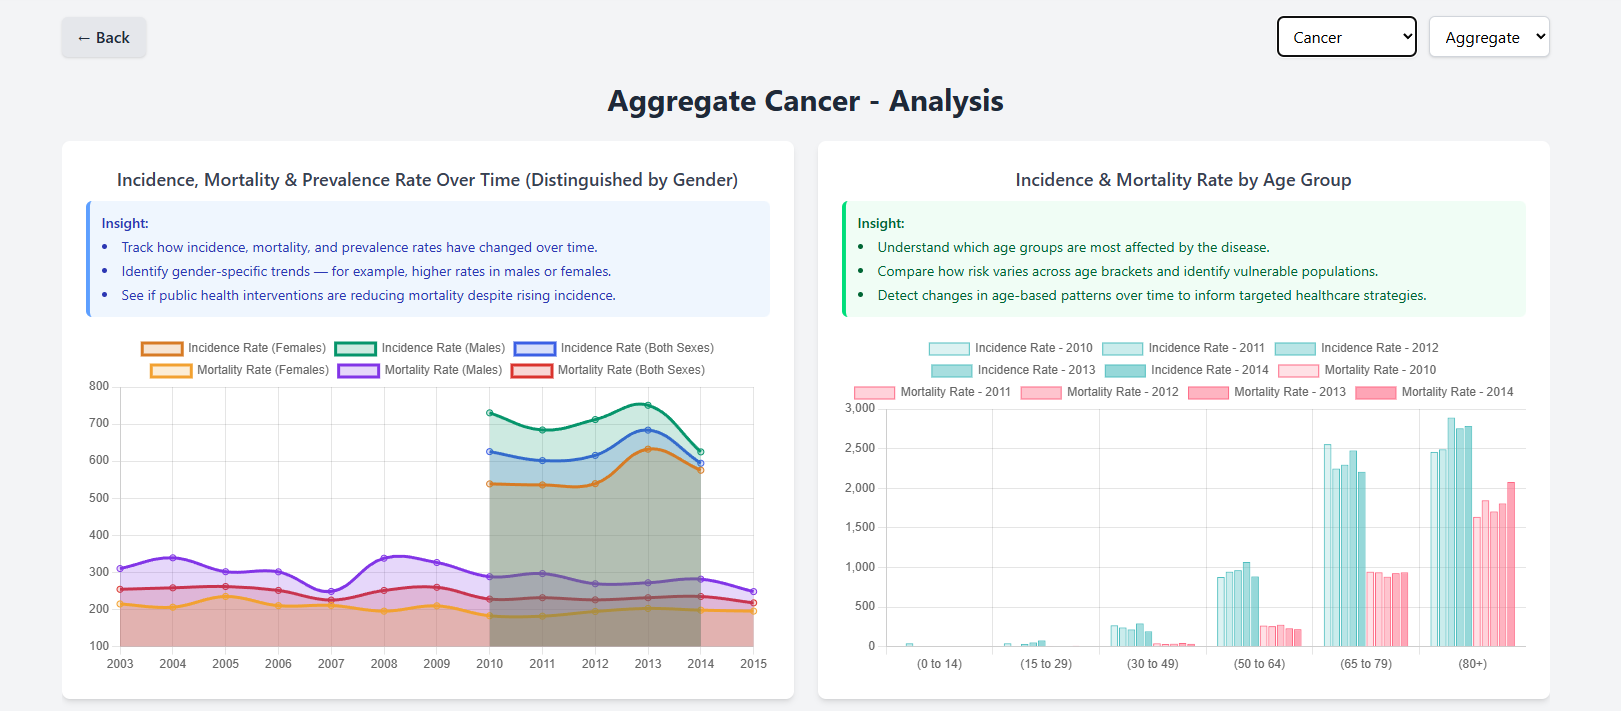 ← Back
Cancer
Aggregate
Aggregate Cancer - Analysis
Incidence, Mortality & Prevalence Rate Over Time (Distinguished by Gender)
Insight:
• Track how incidence, mortality, and prevalence rates have changed over time.
• Identify gender-specific trends — for example, higher rates in males or females.
• See if public health interventions are reducing mortality despite rising incidence.
Incidence Rate (Females) Incidence Rate (Males) Incidence Rate (Both Sexes)
Mortality Rate (Females) Mortality Rate (Males) Mortality Rate (Both Sexes)
800
700
600
500
400
300
200
100
2003 2004 2005 2006 2007 2008 2009 2010 2011 2012 2013 2014 2015
Incidence & Mortality Rate by Age Group
Insight:
• Understand which age groups are most affected by the disease.
• Compare how risk varies across age brackets and identify vulnerable populations.
• Detect changes in age-based patterns over time to inform targeted healthcare strategies.
Incidence Rate - 2010 Incidence Rate - 2011 Incidence Rate - 2012
Incidence Rate - 2013 Incidence Rate - 2014 Mortality Rate - 2010
Mortality Rate - 2011 Mortality Rate - 2012 Mortality Rate - 2013 Mortality Rate - 2014
3,000
2,500
2,000
1,500
1,000
500
0
(0 to 14) (15 to 29) (30 to 49) (50 to 64) (65 to 79) (80+)